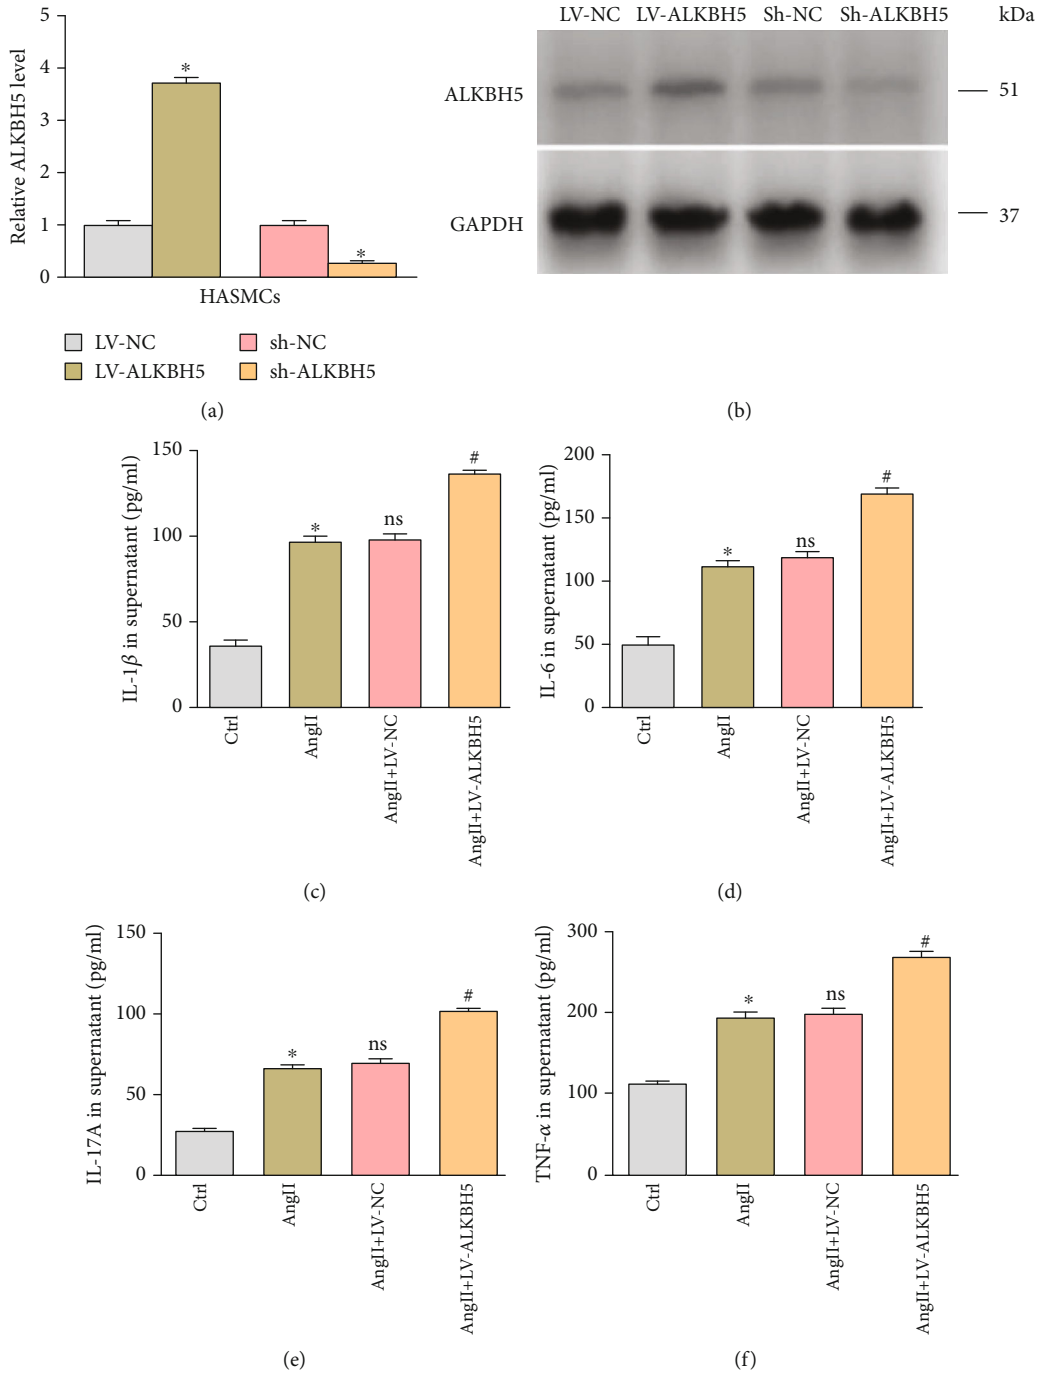 Relative ALKBH5 level
5
4
3
2
1
0
*
*
HASMCs
LV-NC
LV-ALKBH5
sh-NC
sh-ALKBH5
(a)
LV-NC LV-ALKBH5 Sh-NC Sh-ALKBH5 kDa
ALKBH5
51
GAPDH
37
(b)
IL-1β in supernatant (pg/ml)
150
100
50
0
*
ns
#
Ctrl
AngII
AngII+LV-NC
AngII+LV-ALKBH5
(c)
IL-6 in supernatant (pg/ml)
200
150
100
50
0
*
ns
#
Ctrl
AngII
AngII+LV-NC
AngII+LV-ALKBH5
(d)
IL-17A in supernatant (pg/ml)
150
100
50
0
*
ns
#
Ctrl
AngII
AngII+LV-NC
AngII+LV-ALKBH5
(e)
TNF-α in supernatant (pg/ml)
300
200
100
0
*
ns
#
Ctrl
AngII
AngII+LV-NC
AngII+LV-ALKBH5
(f)